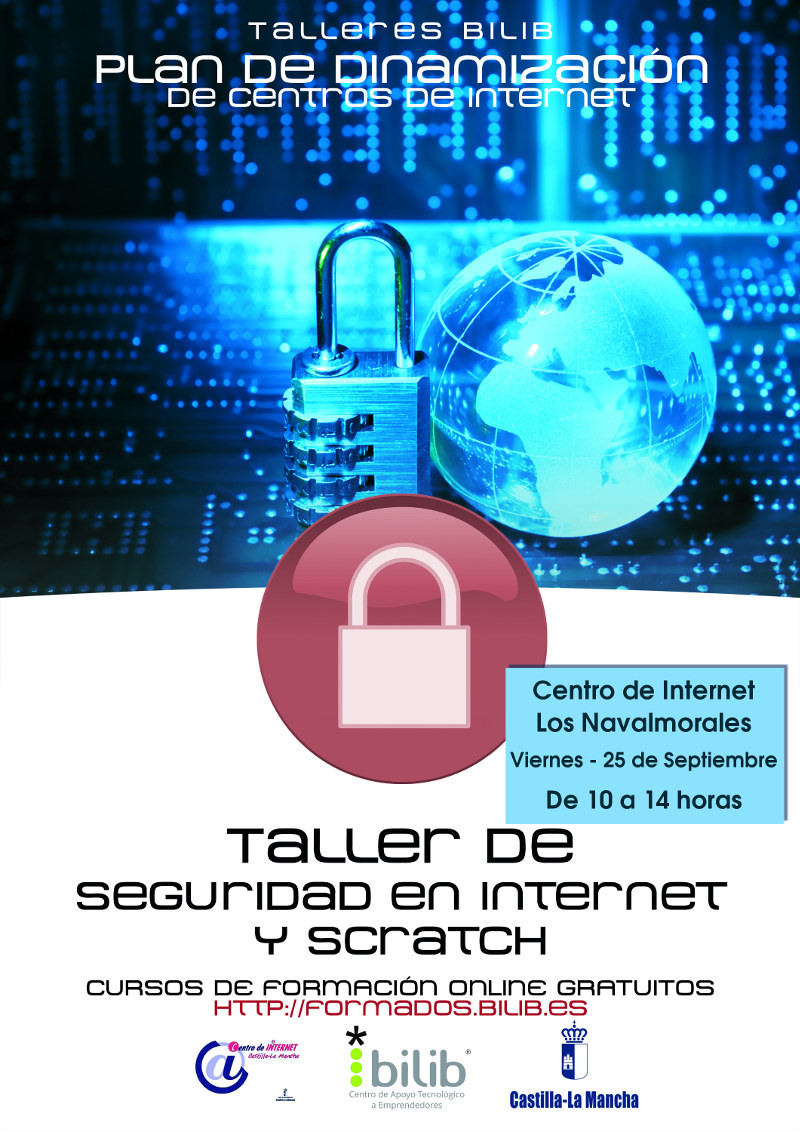 TALLERES BILIB
PLAN DE DINAMIZACIÓN
DE CENTROS DE INTERNET
Centro de Internet
Los Navalmorales
Viernes - 25 de Septiembre
De 10 a 14 horas
TALLER DE
SEGURIDAD EN INTERNET
Y SCRATCH
CURSOS DE FORMACIÓN ONLINE GRATUITOS
HTTP://FORMADOS.BILIB.ES
@
Centro de INTERNET
Castilla-La Mancha
*bilib®
Centro de Apoyo Tecnológico
a Emprendedores
Castilla-La Mancha